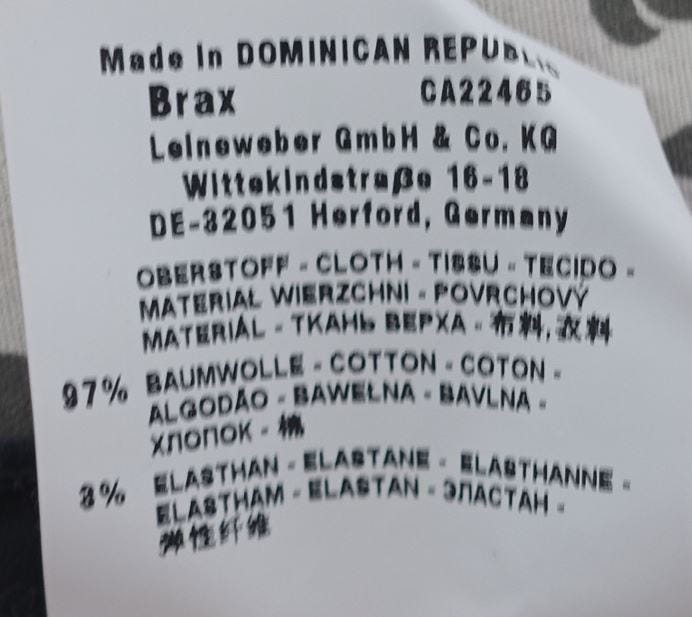 Made In DOMINICAN REPUBLIC
Brax CA22465
Leineweber GmbH & Co. KG
Wittekindstraße 16-18
DE-32051 Herford, Germany
OBERSTOFF - CLOTH - TISSU - TECIDO -
MATERIAŁ WIERZCHNI - POVRCHOVÝ
MATERIÁL - ТКАНЬ ВЕРХА - 布料,衣料
97% BAUMWOLLE - COTTON - COTON -
ALGODÃO - BAWEŁNA - BAVLNA -
ХЛОПОК - 棉
3% ELASTHAN - ELASTANE - ELASTHANNE -
ELASTHAM - ELASTAN - ЭЛАСТАН -
弹性纤维